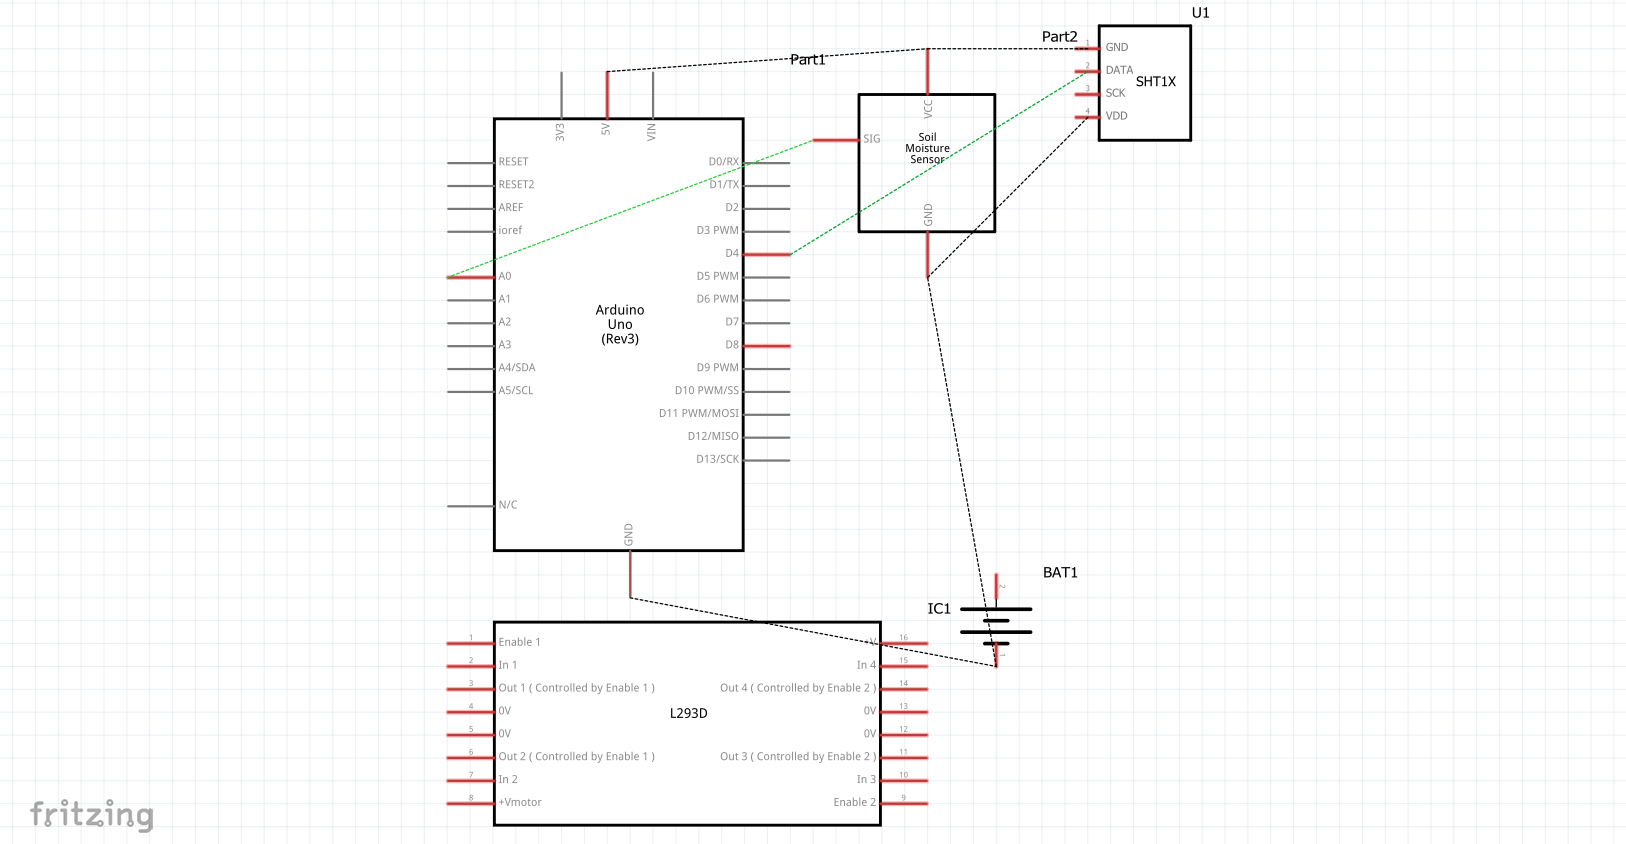 U1
Part2
Part1
1 GND
2 DATA
SHT1X
3 SCK
4 VDD
3V3
5V
VIN
VCC
SIG
Soil
Moisture
Sensor
GND
RESET
RESET2
AREF
ioref
A0
A1
A2
A3
A4/SDA
A5/SCL
N/C
Arduino
Uno
(Rev3)
D0/RX
D1/TX
D2
D3 PWM
D4
D5 PWM
D6 PWM
D7
D8
D9 PWM
D10 PWM/SS
D11 PWM/MOSI
D12/MISO
D13/SCK
GND
BAT1
2
1
IC1
1 Enable 1
2 In 1
3 Out 1 ( Controlled by Enable 1 )
4 0V
5 0V
6 Out 2 ( Controlled by Enable 1 )
7 In 2
8 +Vmotor
L293D
+V 16
In 4 15
Out 4 ( Controlled by Enable 2 ) 14
0V 13
0V 12
Out 3 ( Controlled by Enable 2 ) 11
In 3 10
Enable 2 9
fritzing